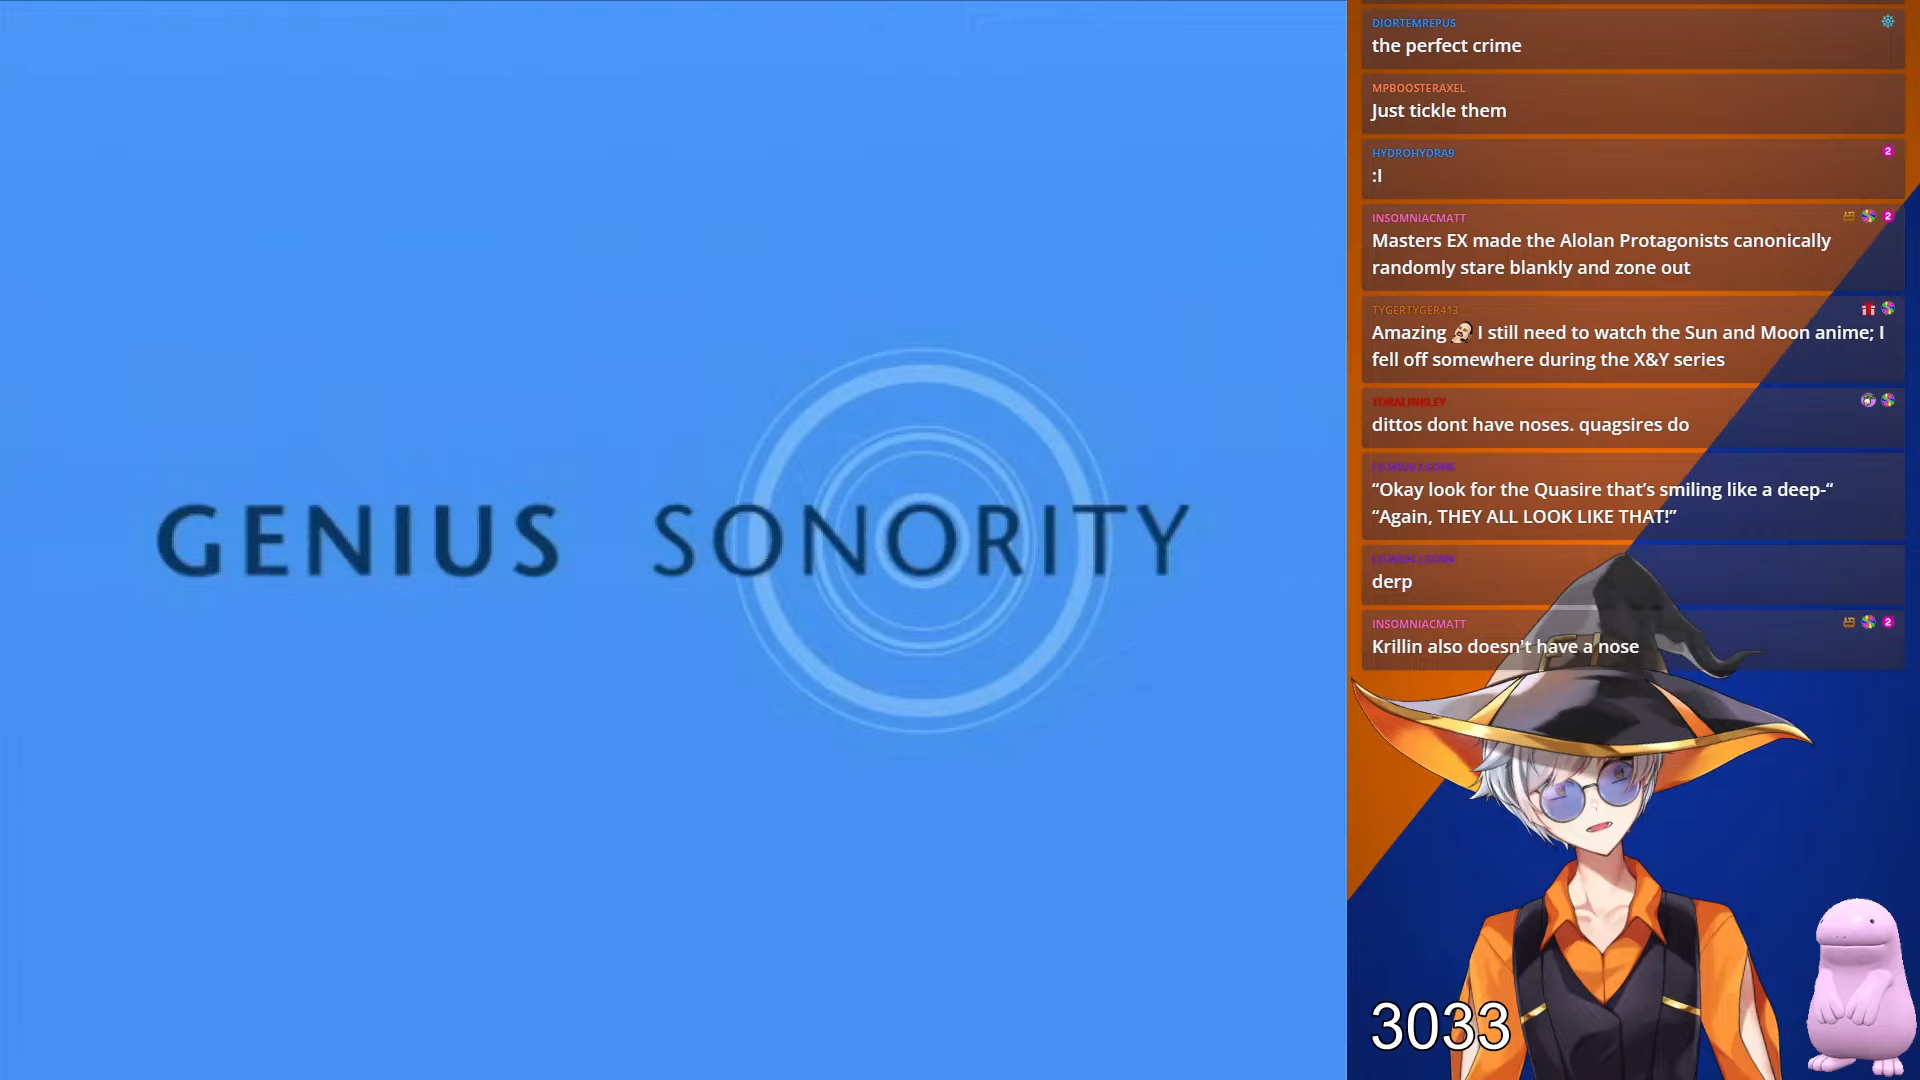 GENIUS SONORITY
DIORTEMREPUS
the perfect crime
MPBOOSTERAXEL
Just tickle them
HYDROHYDRA9
2
:l
INSOMNIACMATT
2
Masters EX made the Alolan Protagonists canonically
randomly stare blankly and zone out
TYGERTYGER413
Amazing I still need to watch the Sun and Moon anime; I
fell off somewhere during the X&Y series
dittos dont have noses. quagsires do
“Okay look for the Quasire that’s smiling like a deep-“
“Again, THEY ALL LOOK LIKE THAT!”
derp
INSOMNIACMATT
2
Krillin also doesn't have a nose
3033